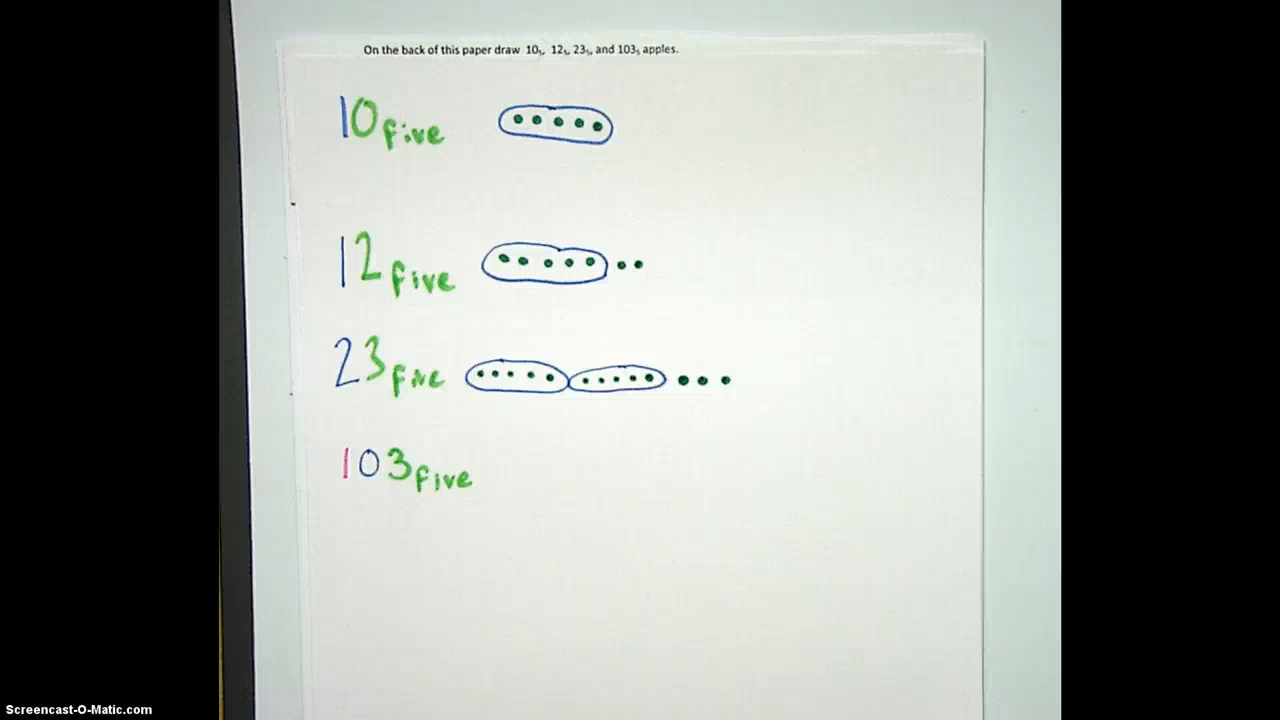 On the back of this paper draw 10₅, 12₅, 23₅, and 103₅ apples.
10five
12five
23five
103five
Screencast-O-Matic.com